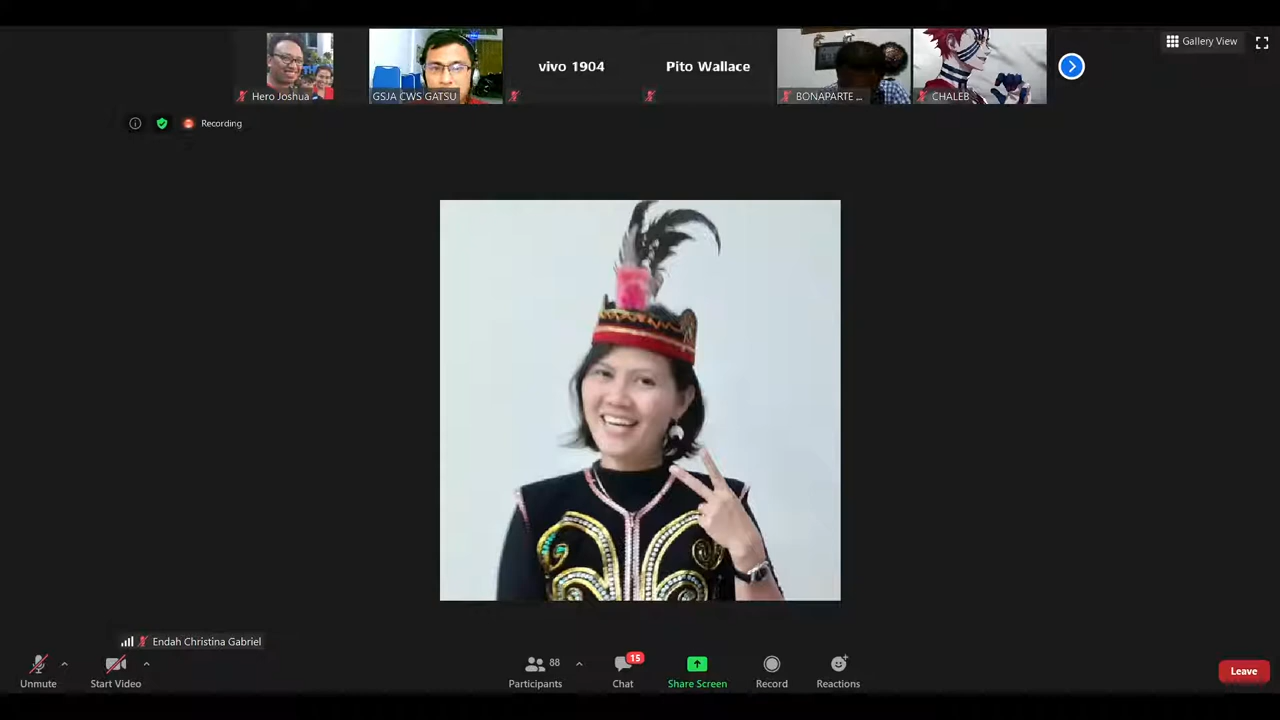 Hero Joshua
GSJA CWS GATSU
vivo 1904
Pito Wallace
BONAPARTE ...
CHALEB
Gallery View
Recording
Endah Christina Gabriel
Unmute
Start Video
88
Participants
15
Chat
Share Screen
Record
Reactions
Leave